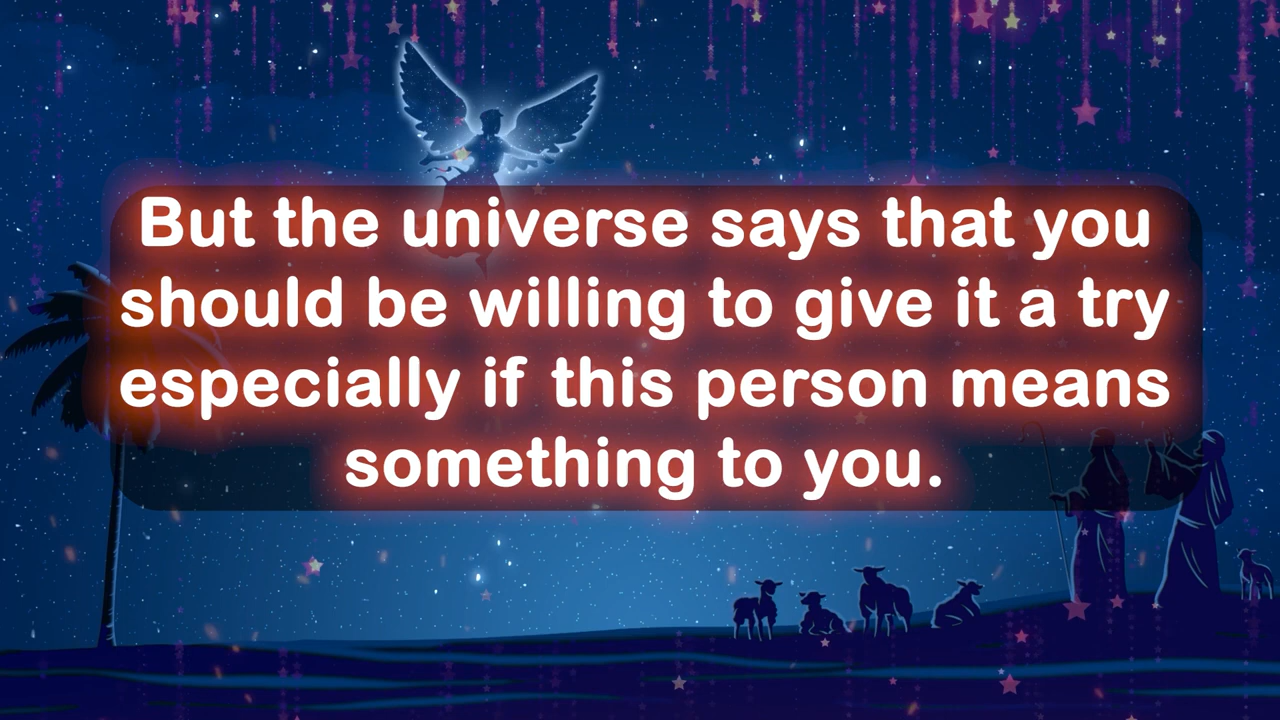 But the universe says that you
should be willing to give it a try
especially if this person means
something to you.